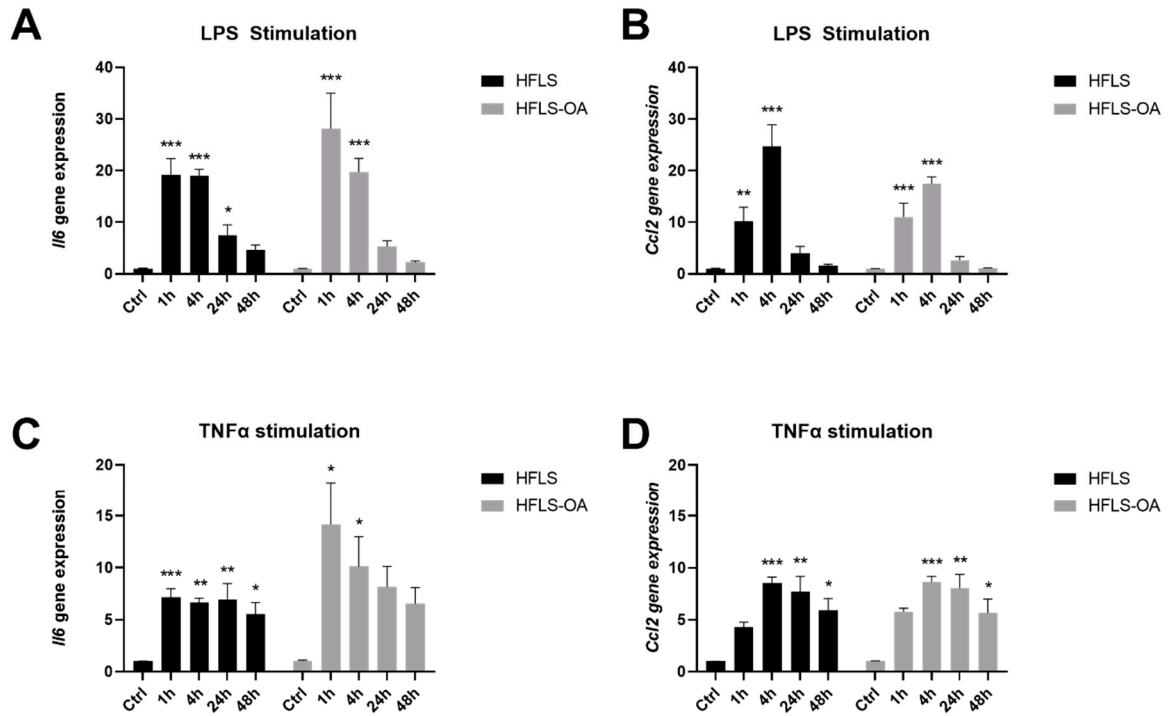 A
LPS Stimulation
Il6 gene expression
40
30
20
10
0
***
***
*
***
***
Ctrl
1h
4h
24h
48h
Ctrl
1h
4h
24h
48h
HFLS
HFLS-OA
B
LPS Stimulation
Ccl2 gene expression
40
30
20
10
0
**
***
***
***
Ctrl
1h
4h
24h
48h
Ctrl
1h
4h
24h
48h
HFLS
HFLS-OA
C
TNFα stimulation
Il6 gene expression
20
15
10
5
0
***
**
**
*
*
*
Ctrl
1h
4h
24h
48h
Ctrl
1h
4h
24h
48h
HFLS
HFLS-OA
D
TNFα stimulation
Ccl2 gene expression
20
15
10
5
0
***
**
*
***
**
*
Ctrl
1h
4h
24h
48h
Ctrl
1h
4h
24h
48h
HFLS
HFLS-OA